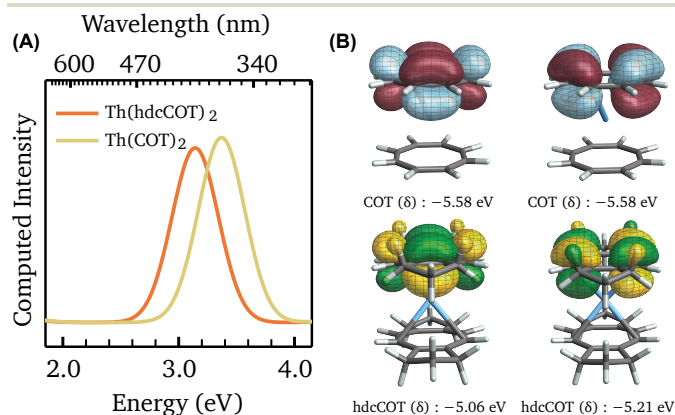 (A)
Wavelength (nm)
600 470 340
Th(hdcCOT) 2
Th(COT) 2
Computed Intensity
2.0 3.0 4.0
Energy (eV)
(B)
COT (δ) : −5.58 eV
COT (δ) : −5.58 eV
hdcCOT (δ) : −5.06 eV
hdcCOT (δ) : −5.21 eV